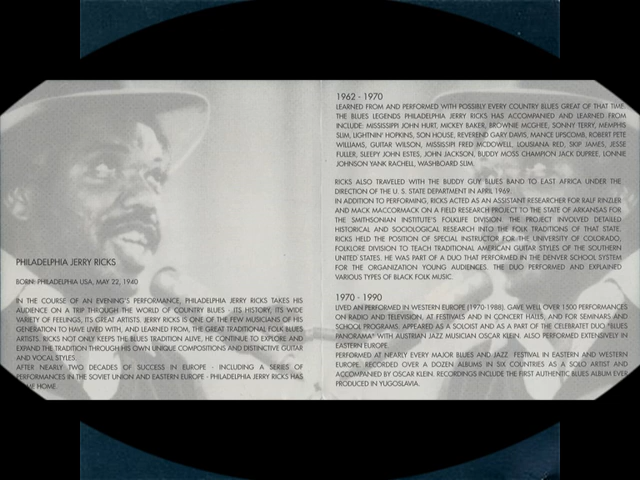 PHILADELPHIA JERRY RICKS
BORN: PHILADELPHIA USA, MAY 22, 1940
IN THE COURSE OF AN EVENING'S PERFORMANCE, PHILADELPHIA JERRY RICKS TAKES HIS
AUDIENCE ON A TRIP THROUGH THE WORLD OF COUNTRY BLUES - ITS HISTORY, ITS WIDE
VARIETY OF FEELINGS, ITS GREAT ARTISTS. JERRY RICKS IS ONE OF THE FEW MUSICIANS OF HIS
GENERATION TO HAVE LIVED WITH, AND LEARNED FROM, THE GREAT TRADITIONAL FOLK BLUES
ARTISTS. RICKS NOT ONLY KEEPS THE BLUES TRADITION ALIVE, HE CONTINUE TO EXPLORE AND
EXPAND THE TRADITION THROUGH HIS OWN UNIQUE COMPOSITIONS AND DISTINCTIVE GUITAR
AND VOCAL STYLES.
AFTER NEARLY TWO DECADES OF SUCCESS IN EUROPE - INCLUDING A SERIES OF
PERFORMANCES IN THE SOVIET UNION AND EASTERN EUROPE - PHILADELPHIA JERRY RICKS HAS
HOME.
1962 - 1970
LEARNED FROM AND PERFORMED WITH POSSIBLY EVERY COUNTRY BLUES GREAT OF THAT TIME.
THE BLUES LEGENDS PHILADELPHIA JERRY RICKS HAS ACCOMPANIED AND LEARNED FROM
INCLUDE: MISSISSIPPI JOHN HURT, MICKEY BAKER, BROWNIE MCGHEE, SONNY TERRY, MEMPHIS
SLIM, LIGHTNIN' HOPKINS, SON HOUSE, REVEREND GARY DAVIS, MANCE LIPSCOMB, ROBERT PETE
WILLIAMS, GUITAR WILSON, MISSISSIPI FRED MCDOWELL, LOUSIANA RED, SKIP JAMES, JESSE
FULLER, SLEEPY JOHN ESTES, JOHN JACKSON, BUDDY MOSS CHAMPION JACK DUPREE, LONNIE
JOHNSON YANK RACHELL, WASHBOARD SLIM.
RICKS ALSO TRAVELED WITH THE BUDDY GUY BLUES BAND TO EAST AFRICA UNDER THE
DIRECTION OF THE U. S. STATE DEPARTMENT IN APRIL 1969.
IN ADDITION TO PERFORMING, RICKS ACTED AS AN ASSISTANT RESEARCHER FOR RALF RINZLER
AND MACK MACCORMACK ON A FIELD RESEARCH PROJECT TO THE STATE OF ARKANSAS FOR
THE SMITHSONIAN INSTITUTE'S FOLKLIFE DIVISION. THE PROJECT INVOLVED DETAILED
HISTORICAL AND SOCIOLOGICAL RESEARCH INTO THE FOLK TRADITIONS OF THAT STATE.
RICKS HELD THE POSITION OF SPECIAL INSTRUCTOR FOR THE UNIVERSITY OF COLORADO,
FOLKLORE DIVISION TO TEACH TRADITIONAL AMERICAN GUITAR STYLES OF THE SOUTHERN
UNITED STATES. HE WAS PART OF A DUO THAT PERFORMED IN THE DENVER SCHOOL SYSTEM
FOR THE ORGANIZATION YOUNG AUDIENCES. THE DUO PERFORMED AND EXPLAINED
VARIOUS TYPES OF BLACK FOLK MUSIC.
1970 - 1990
LIVED AN PERFORMED IN WESTERN EUROPE (1970-1988), GAVE WELL OVER 1500 PERFORMANCES
ON RADIO AND TELEVISION, AT FESTIVALS AND IN CONCERT HALLS, AND FOR SEMINARS AND
SCHOOL PROGRAMS. APPEARED AS A SOLOIST AND AS A PART OF THE CELEBRATET DUO "BLUES
PANORAMA" WITH AUSTRIAN JAZZ MUSICIAN OSCAR KLEIN. ALSO PERFORMED EXTENSIVELY IN
EASTERN EUROPE.
PERFORMED AT NEARLY EVERY MAJOR BLUES AND JAZZ. FESTIVAL IN EASTERN AND WESTERN
EUROPE. RECORDED OVER A DOZEN ALBUMS IN SIX COUNTRIES AS A SOLO ARTIST AND
ACCOMPANIED BY OSCAR KLEIN. RECORDINGS INCLUDE THE FIRST AUTHENTIC BLUES ALBUM EVER
PRODUCED IN YUGOSLAVIA.